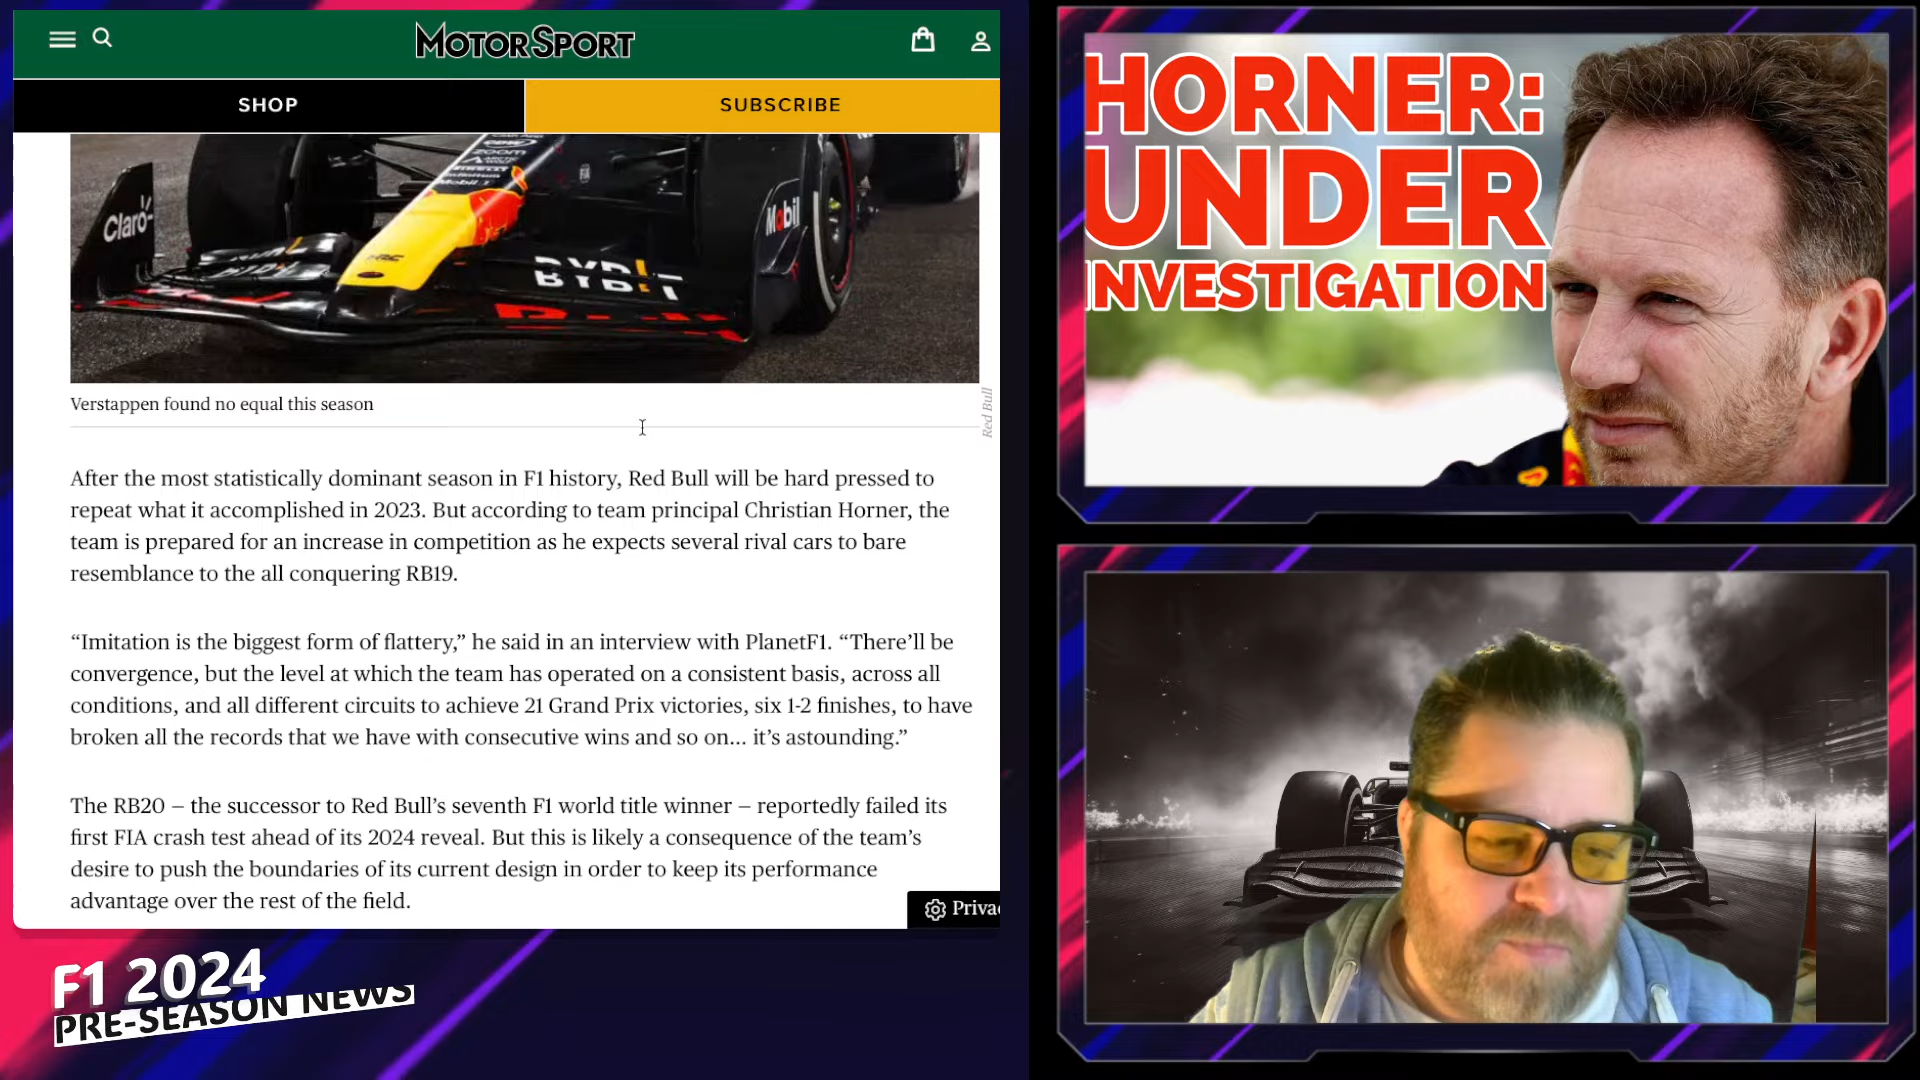 MOTOR SPORT
SHOP
SUBSCRIBE
Claro
zoom
Mobil 1
Mobil
BYBIT
Verstappen found no equal this season
Red Bull
After the most statistically dominant season in F1 history, Red Bull will be hard pressed to
repeat what it accomplished in 2023. But according to team principal Christian Horner, the
team is prepared for an increase in competition as he expects several rival cars to bare
resemblance to the all conquering RB19.
“Imitation is the biggest form of flattery,” he said in an interview with PlanetF1. “There’ll be
convergence, but the level at which the team has operated on a consistent basis, across all
conditions, and all different circuits to achieve 21 Grand Prix victories, six 1-2 finishes, to have
broken all the records that we have with consecutive wins and so on... it’s astounding.”
The RB20 – the successor to Red Bull’s seventh F1 world title winner – reportedly failed its
first FIA crash test ahead of its 2024 reveal. But this is likely a consequence of the team’s
desire to push the boundaries of its current design in order to keep its performance
advantage over the rest of the field.
Priva
F1 2024
PRE-SEASON NEWS
HORNER:
UNDER
INVESTIGATION